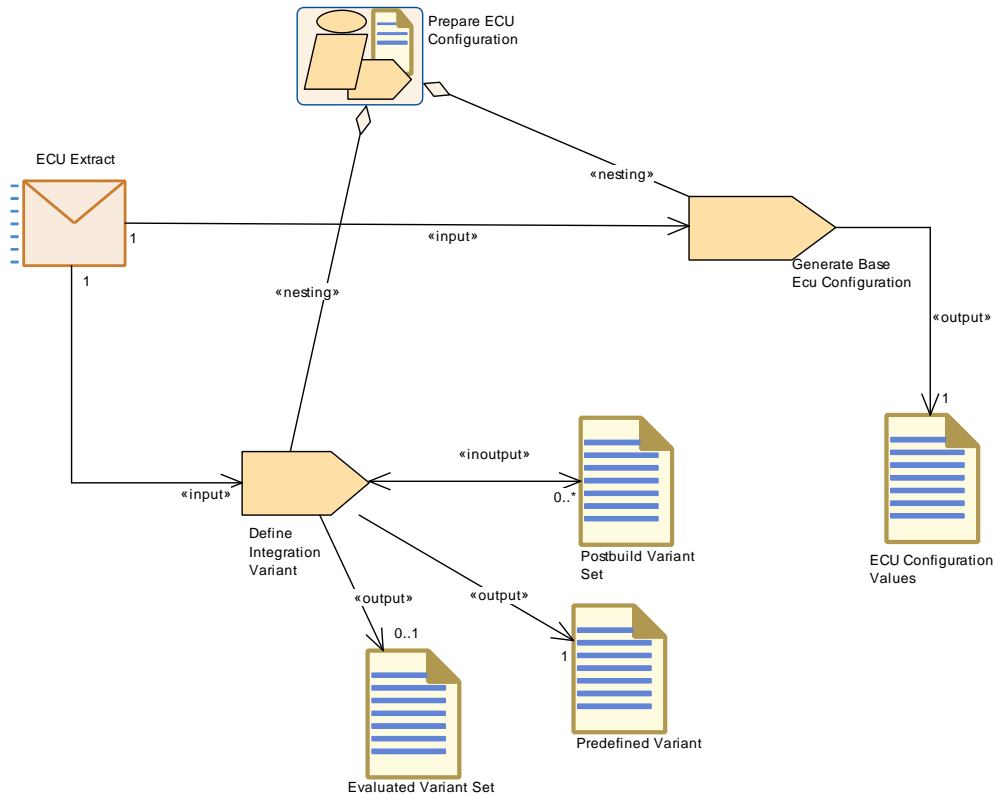 Prepare ECU
Configuration
ECU Extract
«nesting»
1
«input»
1
Generate Base
Ecu Configuration
«nesting»
«output»
1
«inoutput»
«input»
0..*
Define
Integration
Variant
Postbuild Variant
Set
ECU Configuration
Values
«output»
«output»
0..1
1
Predefined Variant
Evaluated Variant Set